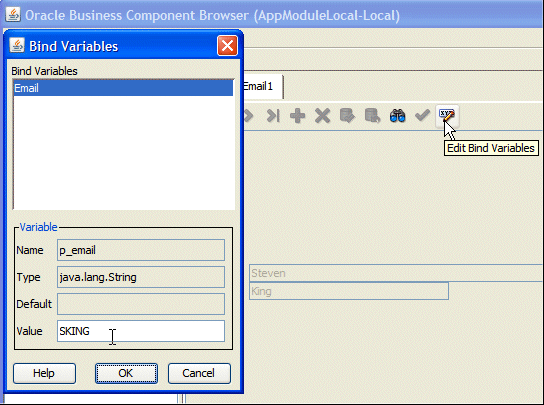 Oracle Business Component Browser (AppModuleLocal-Local)
Bind Variables
Bind Variables
Email
Email1
Edit Bind Variables
Variable
Name p_email
Type java.lang.String
Default
Value SKING
Steven
King
Help OK Cancel